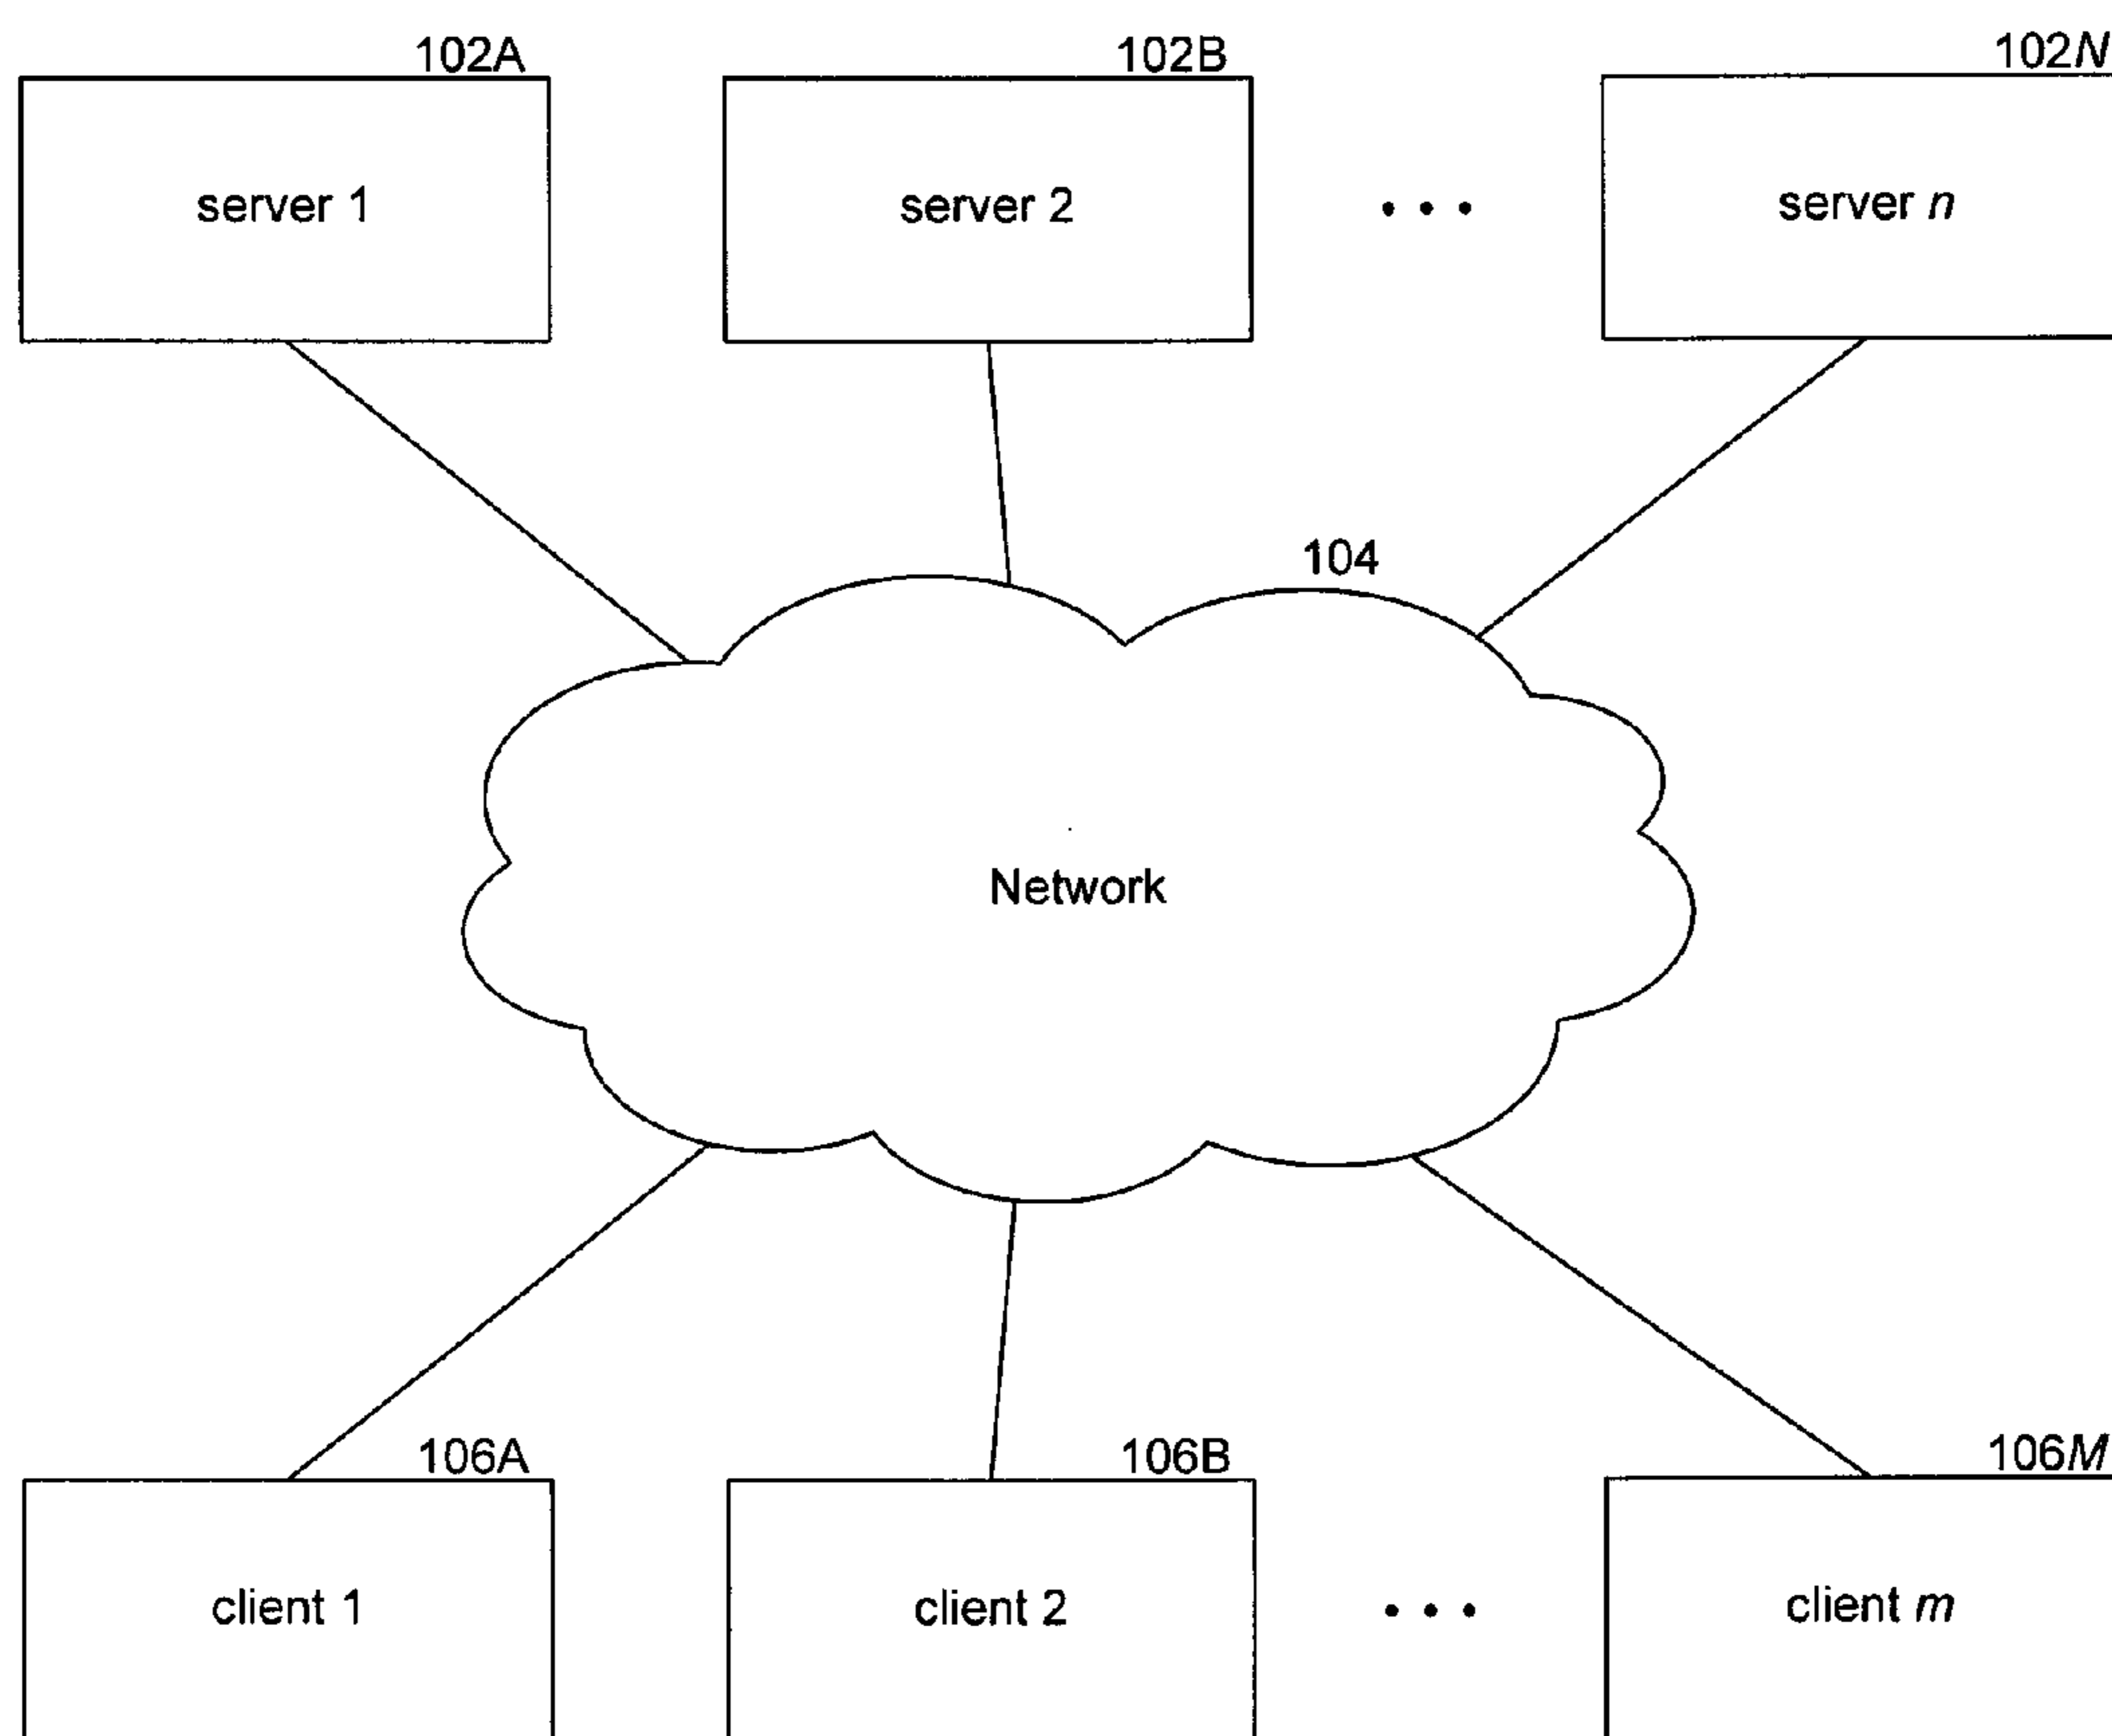 102A 102B 102N
server 1 server 2 • • • server n
104
Network
106A 106B 106M
client 1 client 2 • • • client m